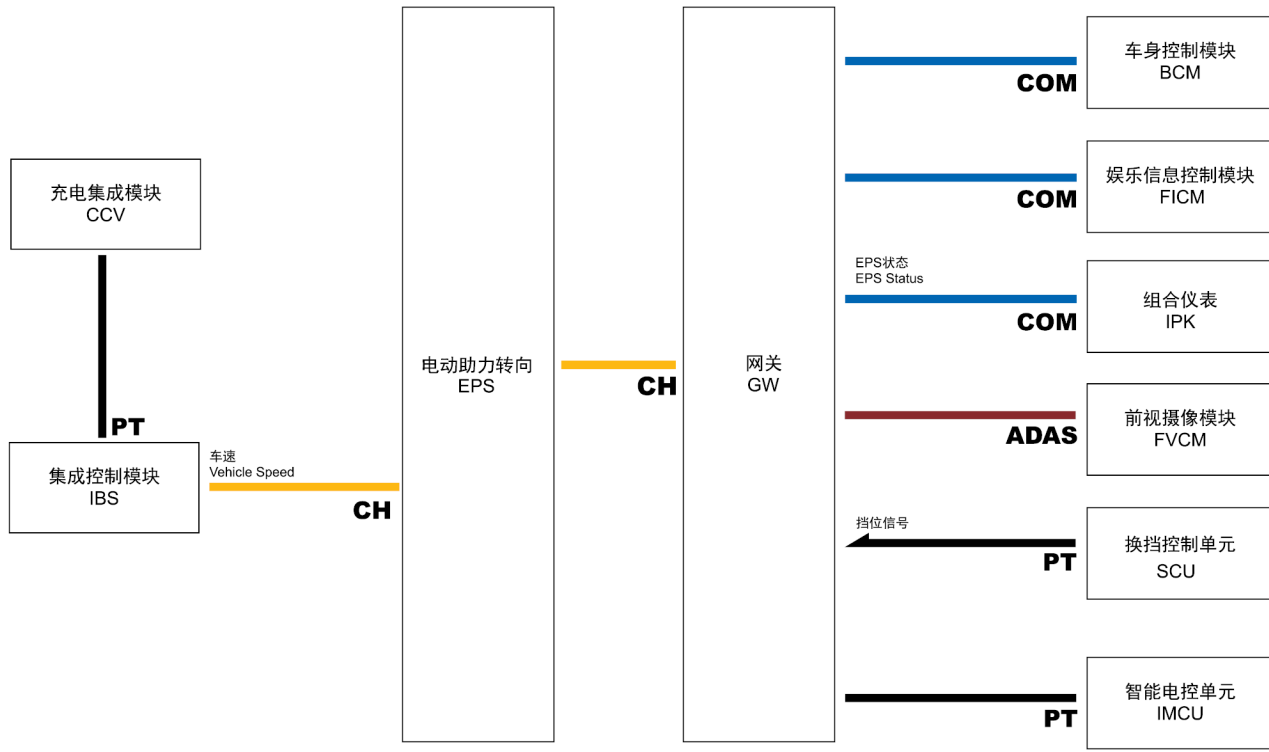 充电集成模块
CCV
PT
集成控制模块
IBS
车速
Vehicle Speed
CH
电动助力转向
EPS
CH
网关
GW
COM
车身控制模块
BCM
COM
娱乐信息控制模块
FICM
EPS状态
EPS Status
COM
组合仪表
IPK
ADAS
前视摄像模块
FVCM
挡位信号
PT
换挡控制单元
SCU
PT
智能电控单元
IMCU